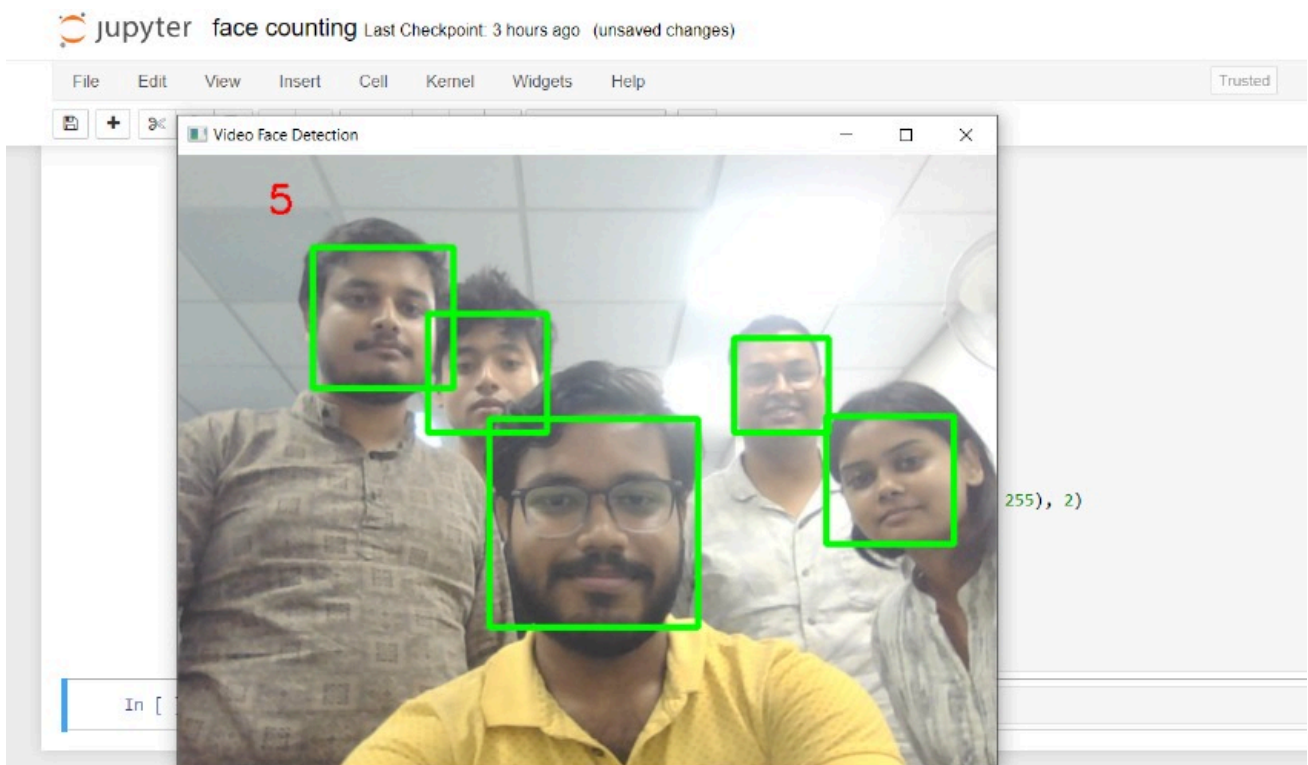 jupyter face counting Last Checkpoint: 3 hours ago (unsaved changes)
File Edit View Insert Cell Kernel Widgets Help Trusted
Video Face Detection
5
255), 2)
In [